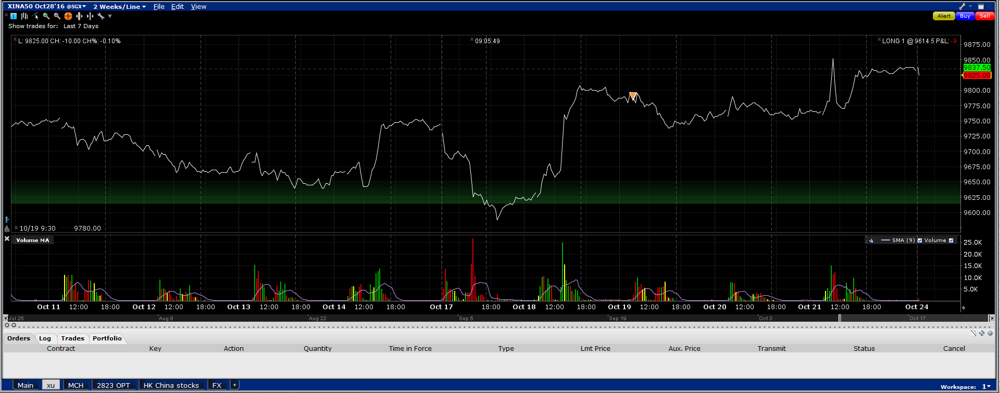 XINA50 Oct28'16 @SGX 2 Weeks/Line File Edit View
Alert Buy Sell
Show trades for: Last 7 Days
L: 9825.00 CH: -10.00 CH%: -0.10% 09:05:49 LONG 1 @ 9614.5 P&L: -9
9875.00
9850.00
9837.50
9825.00
9800.00
9775.00
9750.00
9725.00
9700.00
9675.00
9650.00
9625.00
9600.00
10/19 9:30 9780.00
Volume MA SMA (9) Volume
25.0K
20.0K
15.0K
10.0K
5.0K
Oct 11 12:00 18:00 Oct 12 12:00 18:00 Oct 13 12:00 18:00 Oct 14 12:00 18:00 Oct 17 18:00 Oct 18 12:00 18:00 Oct 19 12:00 18:00 Oct 20 12:00 18:00 Oct 21 12:00 18:00 Oct 24
Jul 25 Aug 8 Aug 22 Sep 5 Sep 19 Oct 3 Oct 17
Orders Log Trades Portfolio
Contract Key Action Quantity Time in Force Type Lmt Price Aux. Price Transmit Status Cancel
Main xu MCH 2823 OPT HK China stocks FX +
Workspace: 1